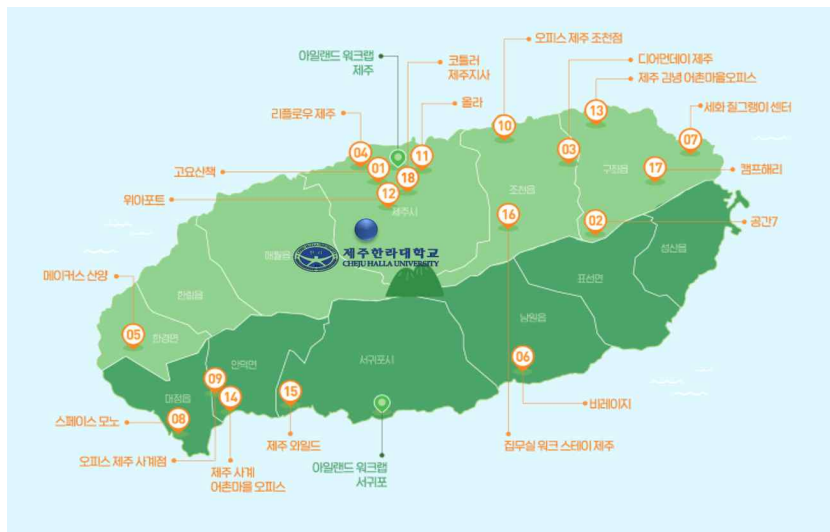 오피스 제주 조천점
디어먼데이 제주
아일랜드 워크랩
제주
코틀러
제주지사
제주 김녕 어촌마을오피스
올라
13
세화 질그랭이 센터
리플로우 제주
10
07
04
11
03
01
고요산책
18
구좌읍
17
캠프해리
12
조천읍
위아포트
제주시
16
02
공간7
제주한라대학교
CHEJU HALLA UNIVERSITY
애월읍
성산읍
메이커스 산양
표선면
한림읍
남원읍
05
한경면
서귀포시
안덕면
06
09
대정읍
14
15
비레이지
08
스페이스 모노
제주 와일드
집무실 워크 스테이 제주
오피스 제주 사계점
제주 사계
어촌마을 오피스
아일랜드 워크랩
서귀포